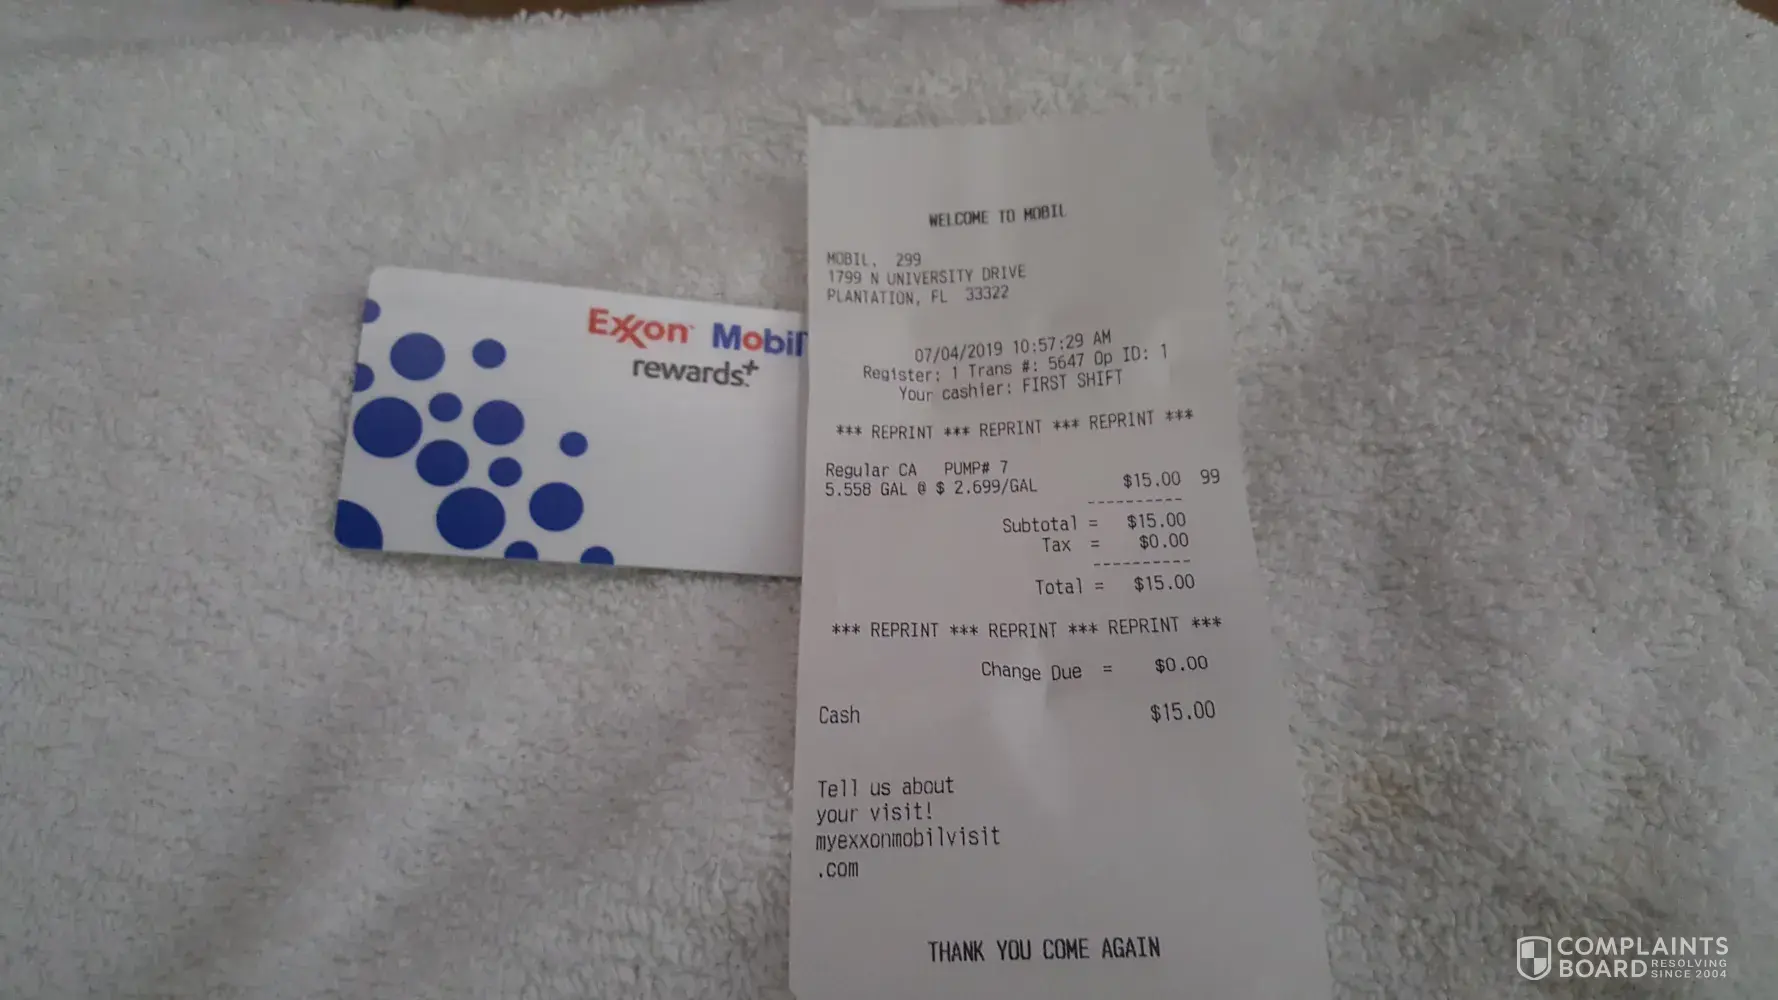 Exxon Mobil
rewards+
WELCOME TO MOBIL
MOBIL. 299
1799 N UNIVERSITY DRIVE
PLANTATION, FL 33322
07/04/2019 10:57:29 AM
Register: 1 Trans #: 5647 Op ID: 1
Your cashier: FIRST SHIFT
*** REPRINT *** REPRINT *** REPRINT ***
Regular CA PUMP# 7
5.558 GAL @ $ 2.699/GAL $15.00 99
----------
Subtotal = $15.00
Tax = $0.00
----------
Total = $15.00
*** REPRINT *** REPRINT *** REPRINT ***
Change Due = $0.00
Cash $15.00
Tell us about
your visit!
myexxonmobilvisit
.com
THANK YOU COME AGAIN
COMPLAINTS
BOARD RESOLVING
SINCE 2004